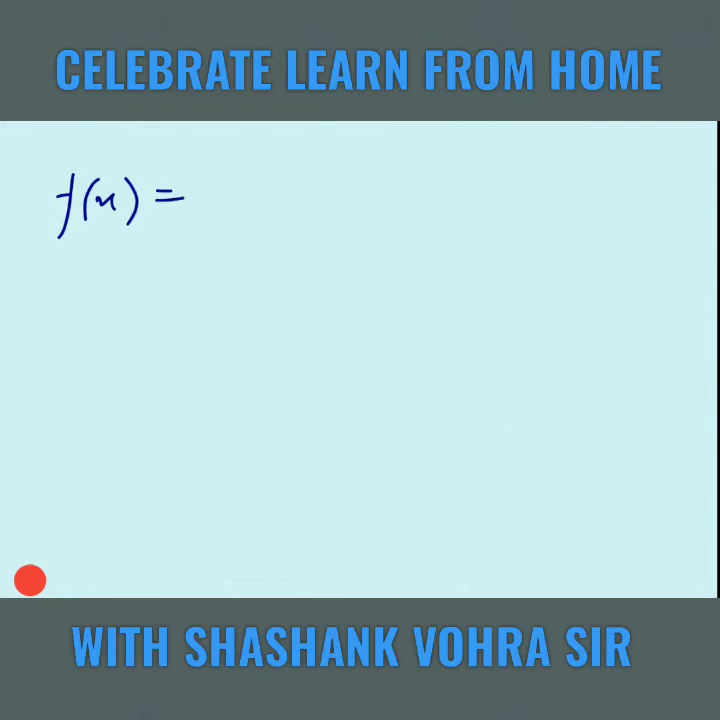 CELEBRATE LEARN FROM HOME
f(x) =
WITH SHASHANK VOHRA SIR